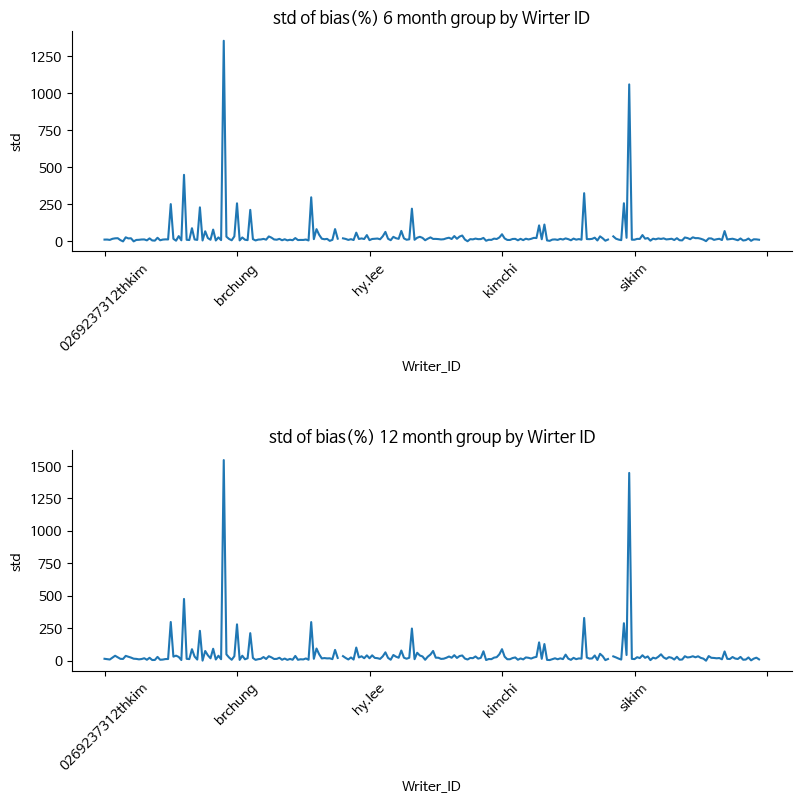 std of bias(%) 6 month group by Wirter ID
1250
1000
750
500
250
0
std
0269237312thkim
brchung
hy.lee
kimchi
sikim
Writer_ID
std of bias(%) 12 month group by Wirter ID
1500
1250
1000
750
500
250
0
std
0269237312thkim
brchung
hy.lee
kimchi
sikim
Writer_ID